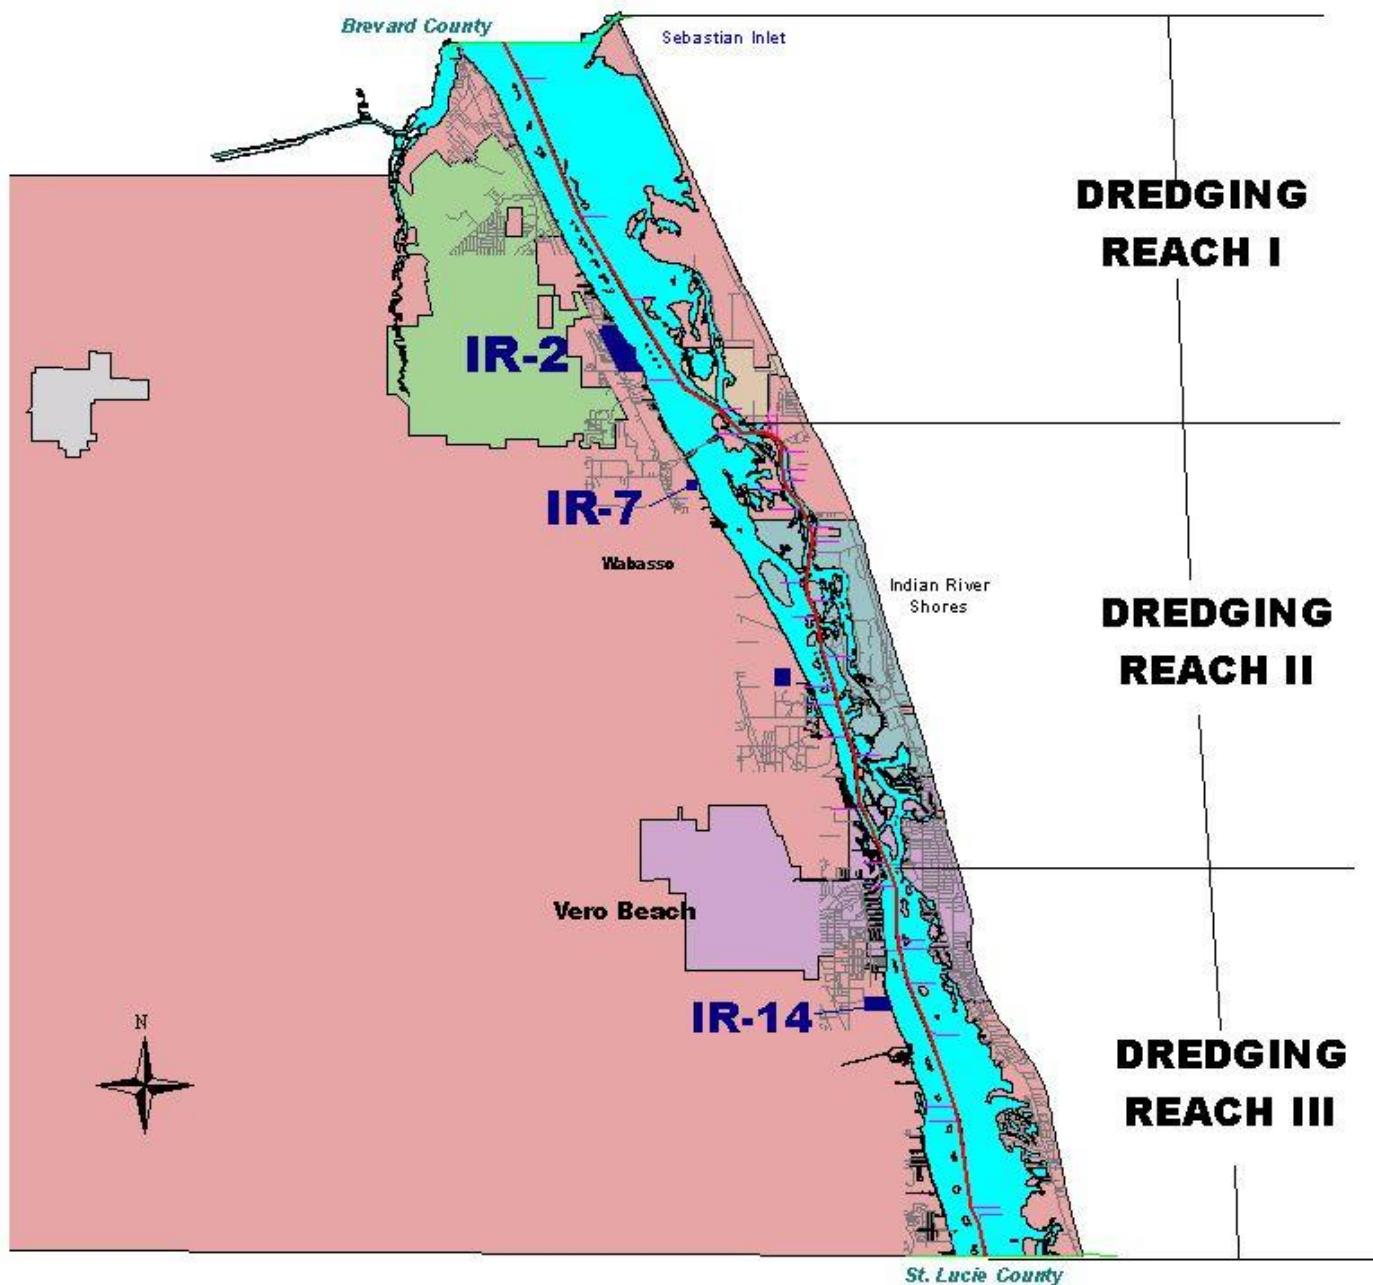 Brevard County
Sebastian Inlet
DREDGING
REACH I
IR-2
IR-7
Wabasso
Indian River
Shores
DREDGING
REACH II
Vero Beach
IR-14
N
DREDGING
REACH III
St. Lucie County